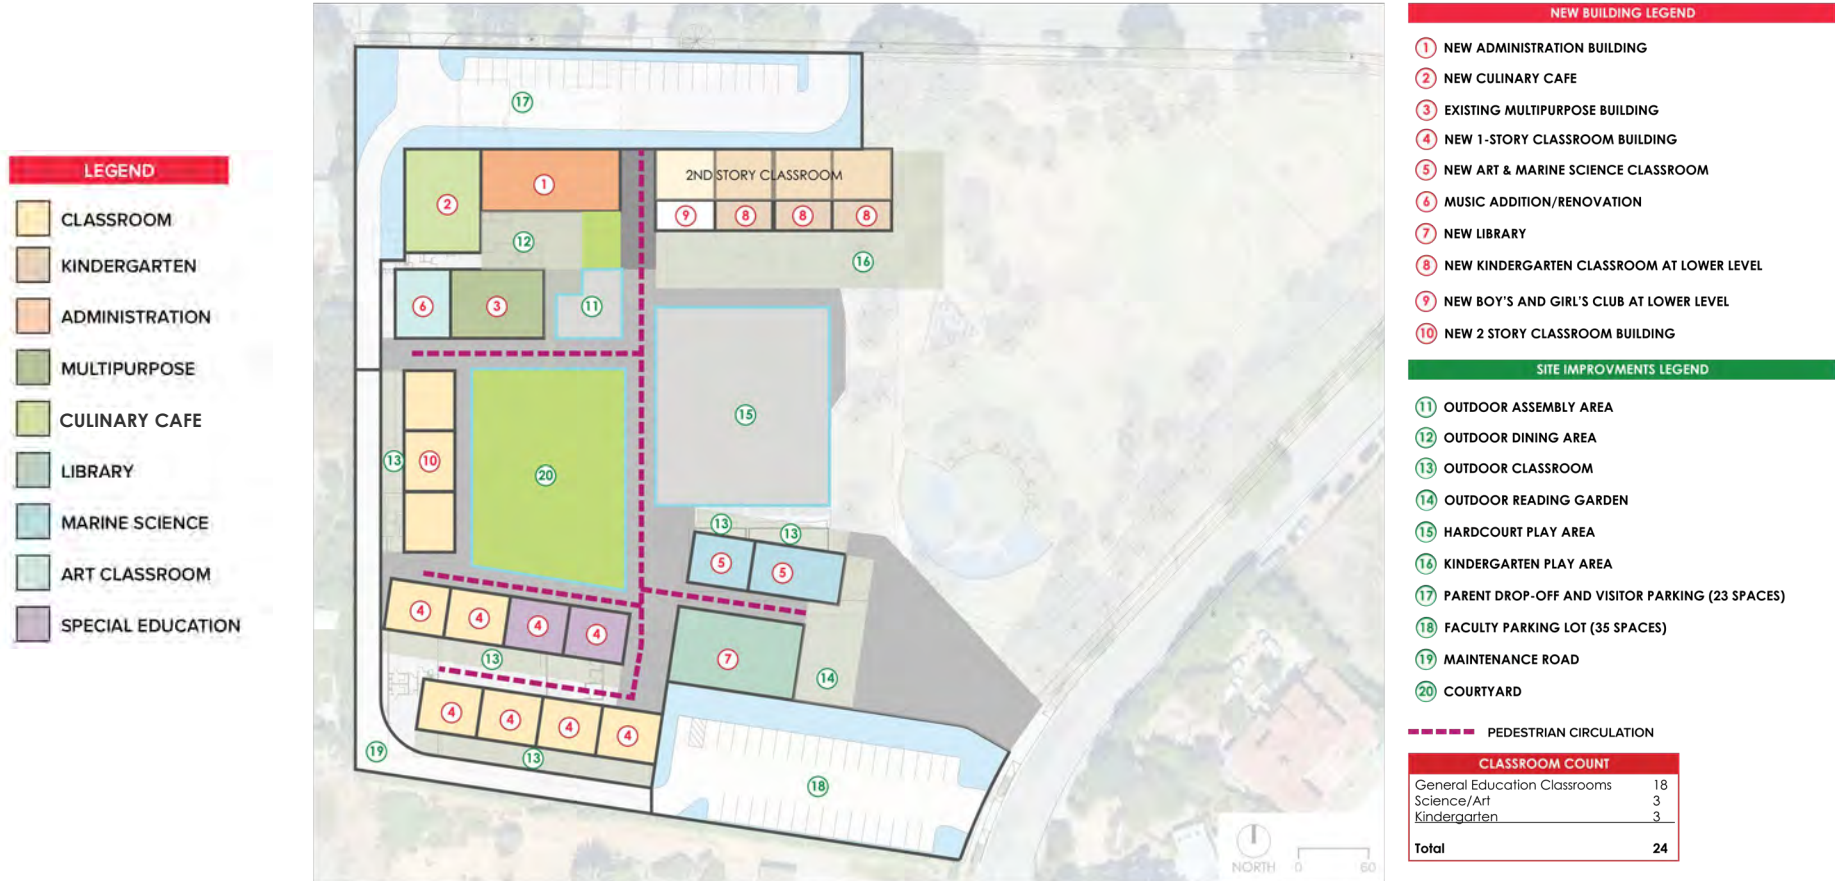 LEGEND
CLASSROOM
KINDERGARTEN
ADMINISTRATION
MULTIPURPOSE
CULINARY CAFE
LIBRARY
MARINE SCIENCE
ART CLASSROOM
SPECIAL EDUCATION
17
2
1
2ND STORY CLASSROOM
9 8 8 8
12
16
6 3 11
15
13 10
20
13
13
5 5
4 4 4 4
13
7
14
4 4 4 4
13
19
18
NORTH 0 60
NEW BUILDING LEGEND
1 NEW ADMINISTRATION BUILDING
2 NEW CULINARY CAFE
3 EXISTING MULTIPURPOSE BUILDING
4 NEW 1-STORY CLASSROOM BUILDING
5 NEW ART & MARINE SCIENCE CLASSROOM
6 MUSIC ADDITION/RENOVATION
7 NEW LIBRARY
8 NEW KINDERGARTEN CLASSROOM AT LOWER LEVEL
9 NEW BOY'S AND GIRL'S CLUB AT LOWER LEVEL
10 NEW 2 STORY CLASSROOM BUILDING
SITE IMPROVMENTS LEGEND
11 OUTDOOR ASSEMBLY AREA
12 OUTDOOR DINING AREA
13 OUTDOOR CLASSROOM
14 OUTDOOR READING GARDEN
15 HARDCOURT PLAY AREA
16 KINDERGARTEN PLAY AREA
17 PARENT DROP-OFF AND VISITOR PARKING (23 SPACES)
18 FACULTY PARKING LOT (35 SPACES)
19 MAINTENANCE ROAD
20 COURTYARD
PEDESTRIAN CIRCULATION
CLASSROOM COUNT
General Education Classrooms 18
Science/Art 3
Kindergarten 3
Total 24